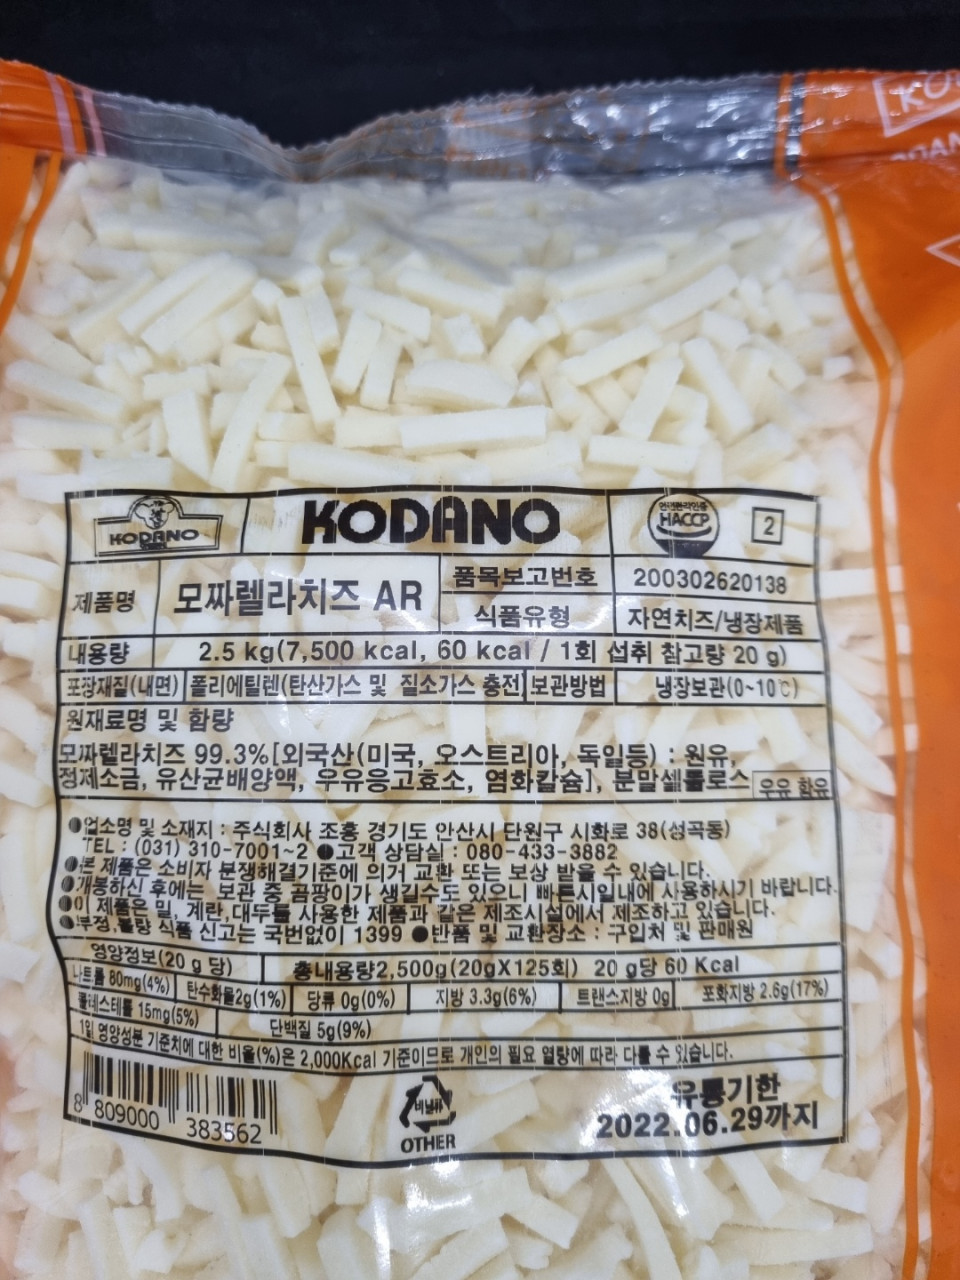 KODANO
KODANO
안전관리인증
HACCP
2
제품명
모짜렐라치즈 AR
품목보고번호
200302620138
식품유형
자연치즈/냉장제품
내용량
2.5 kg(7,500 kcal, 60 kcal / 1회 섭취 참고량 20 g)
포장재질(내면)
폴리에틸렌(탄산가스 및 질소가스 충전)
보관방법
냉장보관(0~10℃)
원재료명 및 함량
모짜렐라치즈 99.3%[외국산(미국, 오스트리아, 독일등) : 원유,
정제소금, 유산균배양액, 우유응고효소, 염화칼슘], 분말셀룰로스
우유 함유
●업소명 및 소재지 : 주식회사 조흥 경기도 안산시 단원구 시화로 38(성곡동)
TEL : (031) 310-7001~2 ●고객 상담실 : 080-433-3882
●본 제품은 소비자 분쟁해결기준에 의거 교환 또는 보상 받을 수 있습니다.
●개봉하신 후에는 보관 중 곰팡이가 생길수도 있으니 빠른시일내에 사용하시기 바랍니다.
●이 제품은 밀, 계란, 대두를 사용한 제품과 같은 제조시설에서 제조하고 있습니다.
●부정,불량 식품 신고는 국번없이 1399 ●반품 및 교환장소 : 구입처 및 판매원
영양정보(20 g 당)
총내용량2,500g(20gX125회) 20 g당 60 Kcal
나트륨 80mg(4%)
탄수화물2g(1%)
당류 0g(0%)
지방 3.3g(6%)
트랜스지방 0g
포화지방 2.6g(17%)
콜레스테롤 15mg(5%)
단백질 5g(9%)
1일 영양성분 기준치에 대한 비율(%)은 2,000Kcal 기준이므로 개인의 필요 열량에 따라 다를 수 있습니다.
8 809000 383562
비닐류
OTHER
유통기한
2022.06.29까지